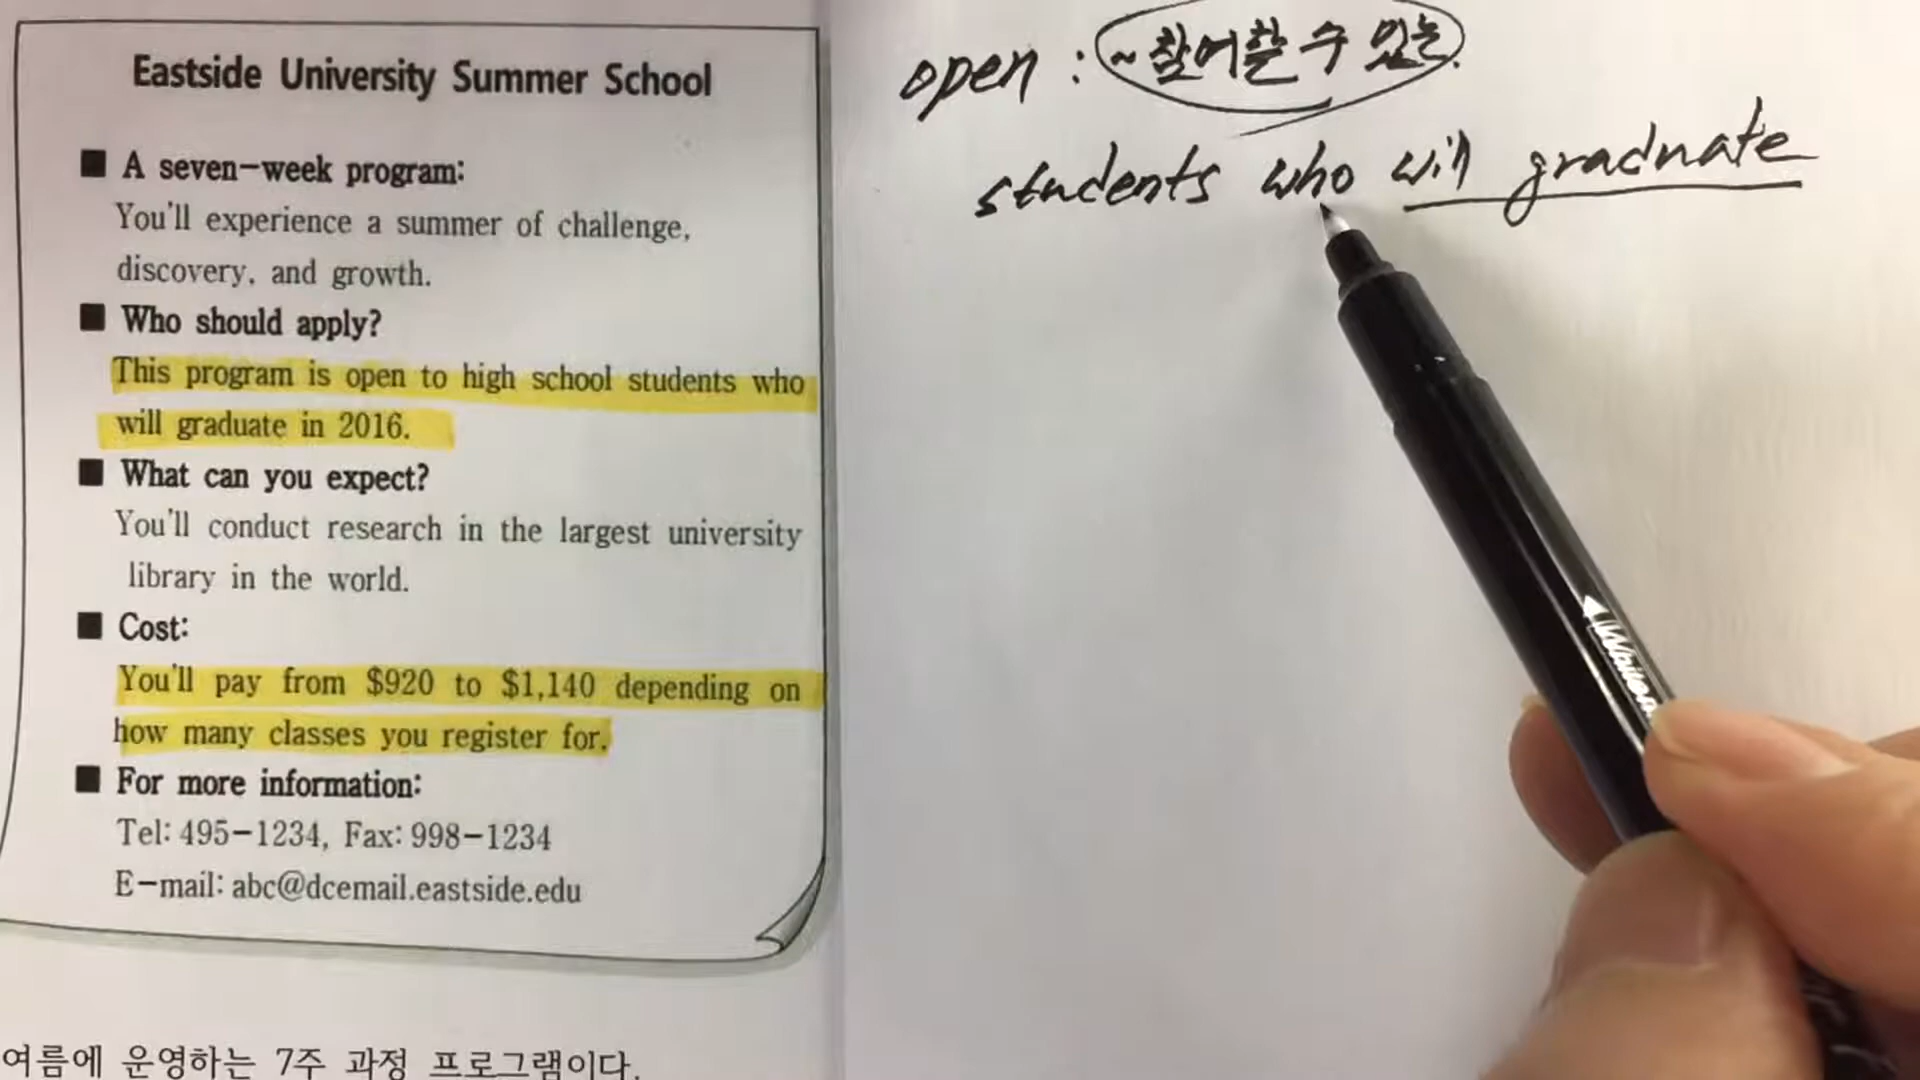 Eastside University Summer School
■ A seven-week program:
You'll experience a summer of challenge,
discovery, and growth.
■ Who should apply?
This program is open to high school students who
will graduate in 2016.
■ What can you expect?
You'll conduct research in the largest university
library in the world.
■ Cost:
You'll pay from $920 to $1,140 depending on
how many classes you register for.
■ For more information:
Tel: 495-1234, Fax: 998-1234
E-mail: abc@dcemail.eastside.edu
여름에 운영하는 7주 과정 프로그램이다.
open : ~참여할 수 있는.
students who will graduate